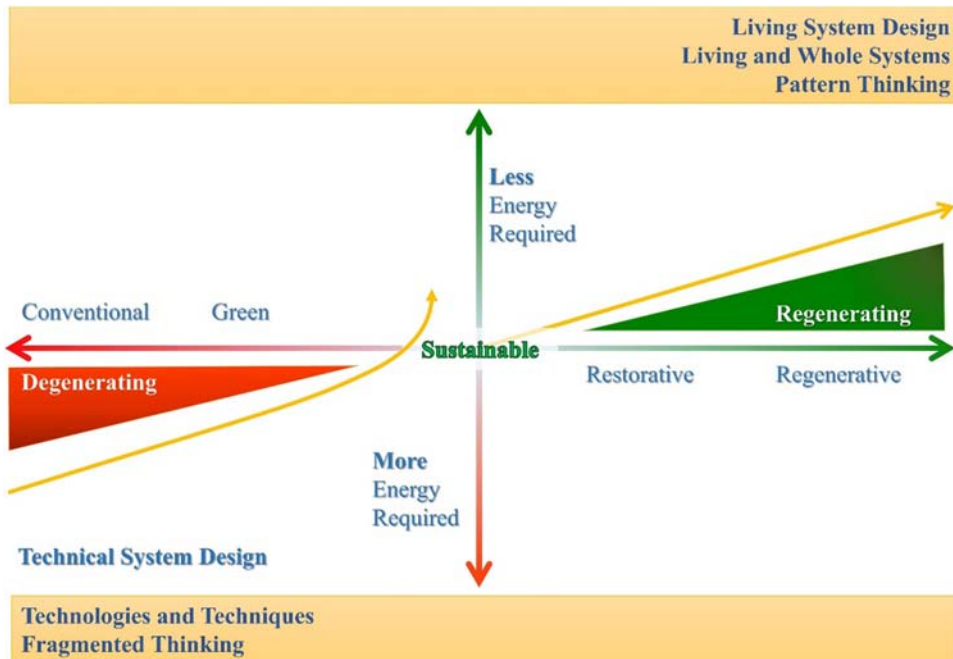 Living System Design
Living and Whole Systems
Pattern Thinking
Less
Energy
Required
Conventional
Green
Regenerating
Sustainable
Degenerating
Restorative
Regenerative
More
Energy
Required
Technical System Design
Technologies and Techniques
Fragmented Thinking